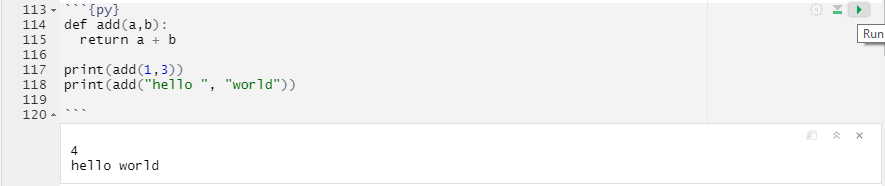 113 ```{py}
114 def add(a,b):
115   return a + b
116
117 print(add(1,3))
118 print(add("hello ", "world"))
119
120 ```
Run
4
hello world